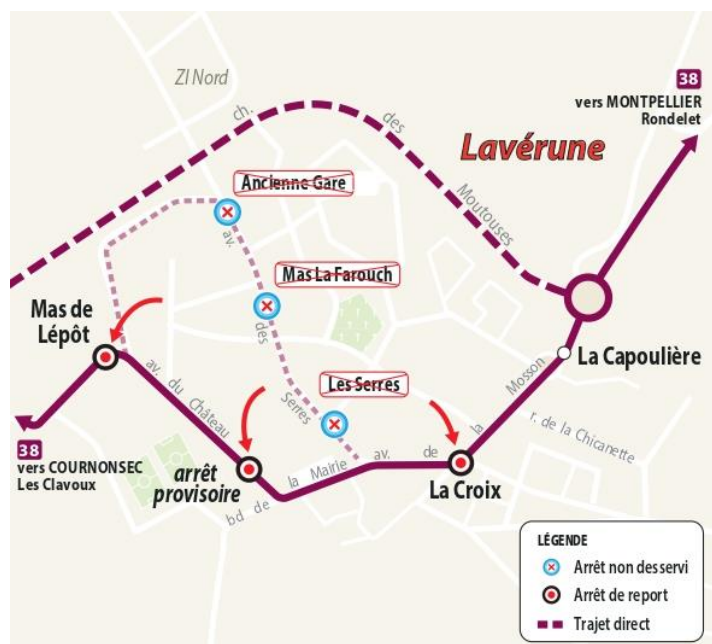 ZI Nord
38
vers MONTPELLIER
Rondelet
ch.
des
Moutouses
Lavérune
Ancienne Gare
av.
des
Serres
Mas La Farouch
Mas de
Lépôt
Les Serres
La Capoulière
av. du Château
38
vers COURNONSEC
Les Clavoux
arrêt
provisoire
bd de la Mairie
av. de la Mosson
r. de la Chicanette
La Croix
LÉGENDE
Arrêt non desservi
Arrêt de report
Trajet direct